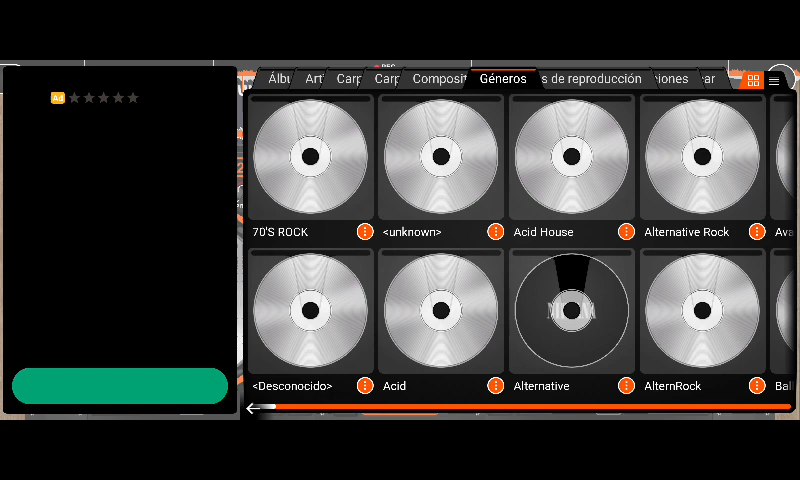 REC
Álbu
Art
Carp
Carp
Composit
Géneros
s de reproducción
iones
ar
Ad
70'S ROCK
<unknown>
Acid House
Alternative Rock
Ava
<Desconocido>
Acid
Alternative
AlternRock
Ball